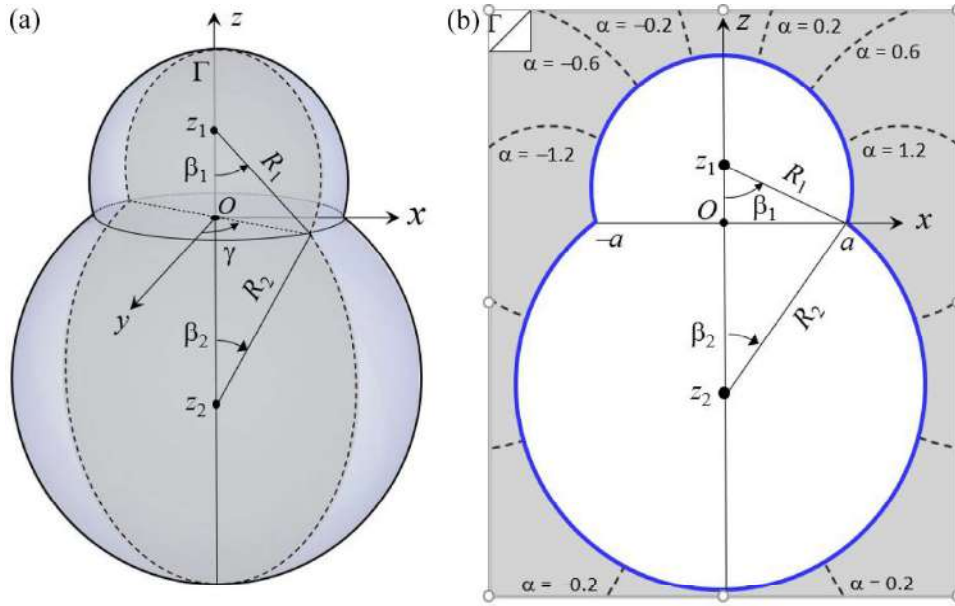 (a)
z
Γ
z₁
β₁
R₁
O
x
γ
R₂
y
β₂
z₂
(b)
Γ
α = −0.2
z
α = 0.2
α = −0.6
α = 0.6
α = −1.2
α = 1.2
z₁
R₁
β₁
O
x
−a
a
R₂
β₂
z₂
α = −0.2
α − 0.2